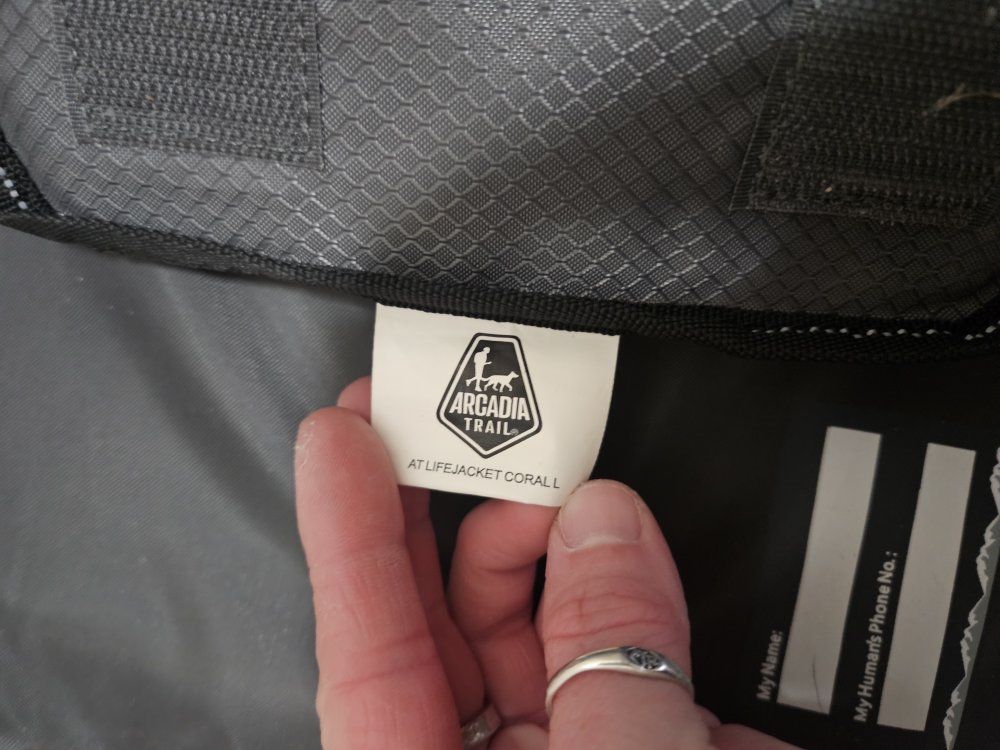 ARCADIA
TRAIL®
AT LIFEJACKET CORAL L
My Name:
My Human's Phone No.: